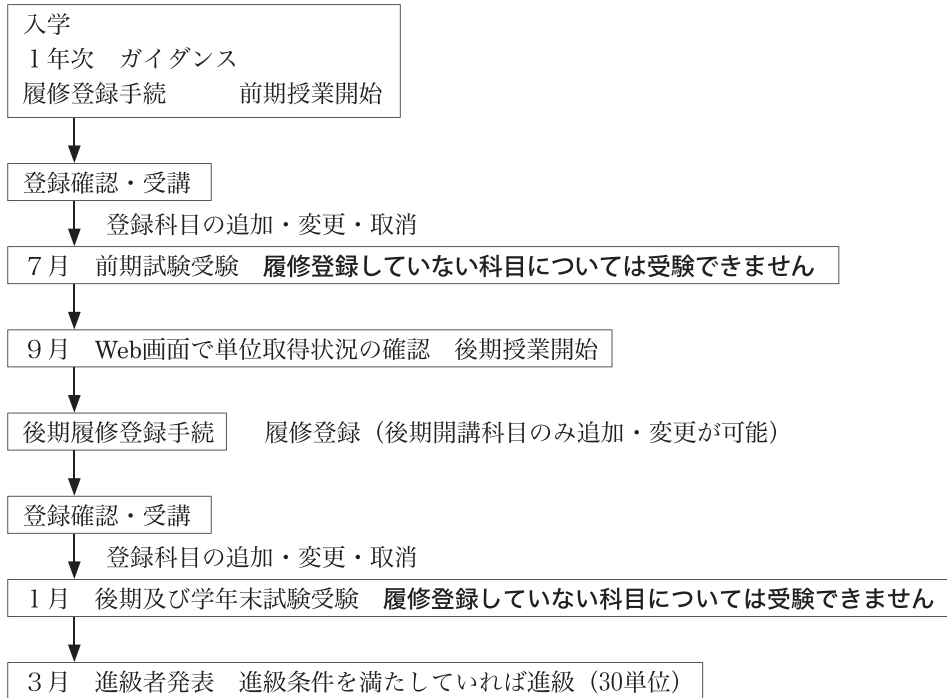 入学
１年次　ガイダンス
履修登録手続　　　前期授業開始
登録確認・受講
登録科目の追加・変更・取消
７月　前期試験受験　履修登録していない科目については受験できません
９月　Web画面で単位取得状況の確認　後期授業開始
後期履修登録手続　履修登録（後期開講科目のみ追加・変更が可能）
登録確認・受講
登録科目の追加・変更・取消
１月　後期及び学年末試験受験　履修登録していない科目については受験できません
３月　進級者発表　進級条件を満たしていれば進級（30単位）